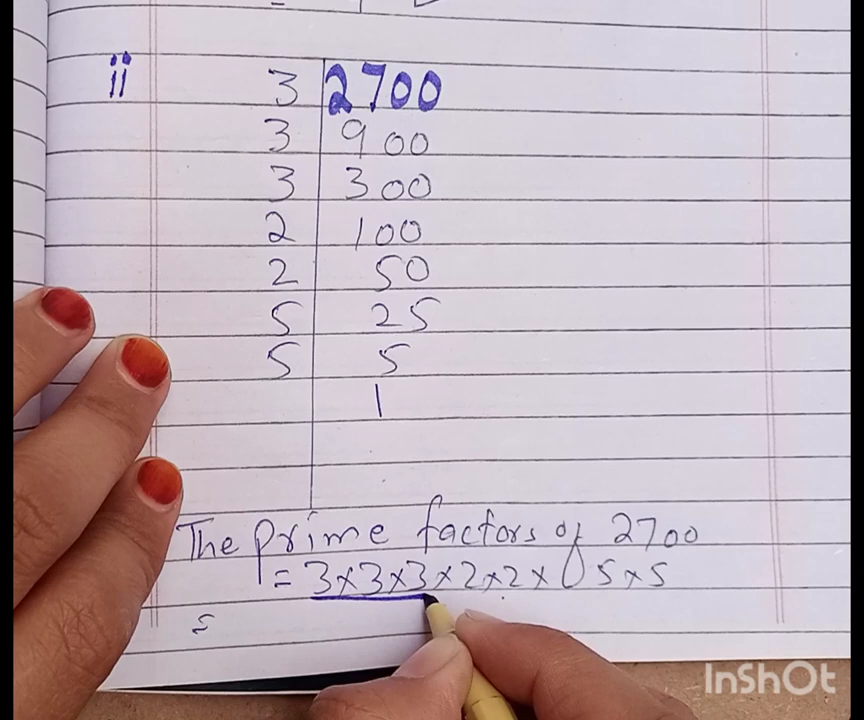 ii 3 2700
3 900
3 300
2 100
2 50
5 25
5 5
1
The prime factors of 2700
= 3×3×3×2×2× 5×5
=
InShOt